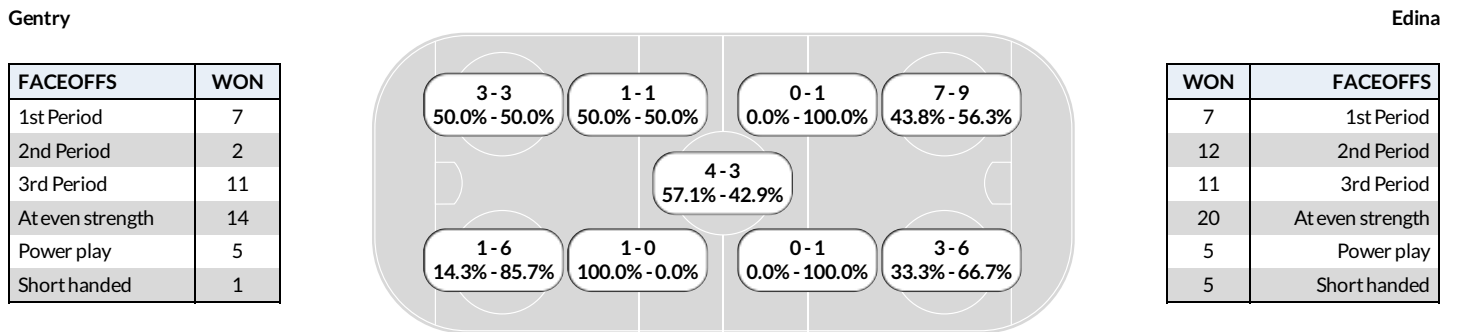 Gentry
Edina
FACEOFFS WON
1st Period 7
2nd Period 2
3rd Period 11
At even strength 14
Power play 5
Short handed 1
3 - 3
50.0% - 50.0%
1 - 1
50.0% - 50.0%
0 - 1
0.0% - 100.0%
7 - 9
43.8% - 56.3%
4 - 3
57.1% - 42.9%
1 - 6
14.3% - 85.7%
1 - 0
100.0% - 0.0%
0 - 1
0.0% - 100.0%
3 - 6
33.3% - 66.7%
WON FACEOFFS
7 1st Period
12 2nd Period
11 3rd Period
20 At even strength
5 Power play
5 Short handed